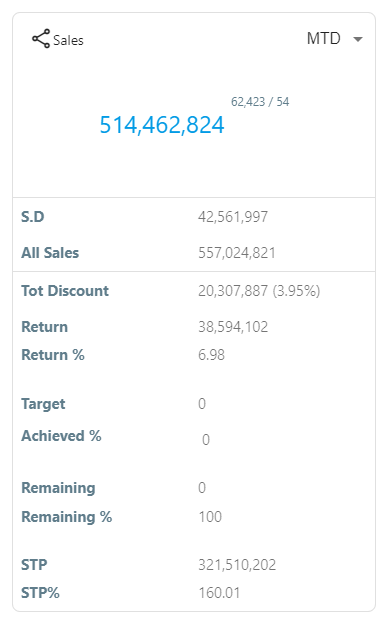 Sales MTD
62,423 / 54
514,462,824
S.D 42,561,997
All Sales 557,024,821
Tot Discount 20,307,887 (3.95%)
Return 38,594,102
Return % 6.98
Target 0
Achieved % 0
Remaining 0
Remaining % 100
STP 321,510,202
STP% 160.01